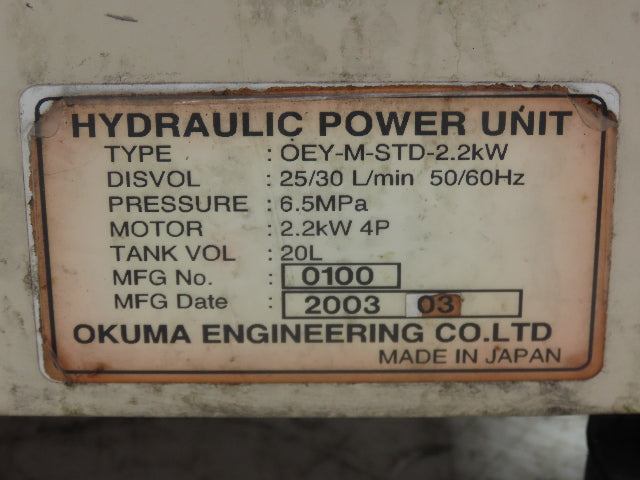 HYDRAULIC POWER UNIT
TYPE : OEY-M-STD-2.2kW
DISVOL : 25/30 L/min 50/60Hz
PRESSURE : 6.5MPa
MOTOR : 2.2kW 4P
TANK VOL : 20L
MFG No. : 0100
MFG Date : 2003 03
OKUMA ENGINEERING CO.LTD
MADE IN JAPAN